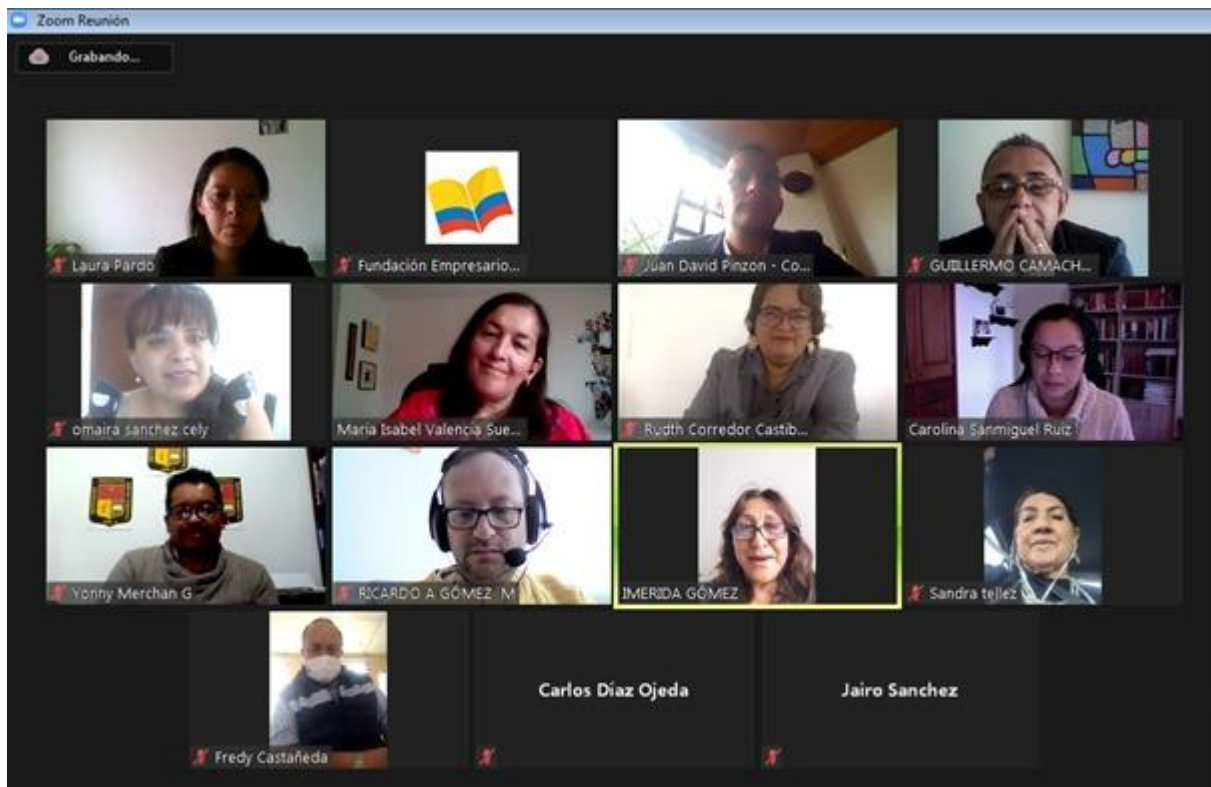 Zoom Reunión
Grabando...
Laura Pardo
Fundación Empresario...
Juan David Pinzon - Co...
GUILLERMO CAMACH...
omaira sanchez cely
Maria Isabel Valencia Sue...
Rudth Corredor Castib...
Carolina Sanmiguel Ruiz
Yonny Merchan G
RICARDO A GÓMEZ M
IMERIDA GÓMEZ
Sandra tellez
Fredy Castañeda
Carlos Díaz Ojeda
Jairo Sanchez